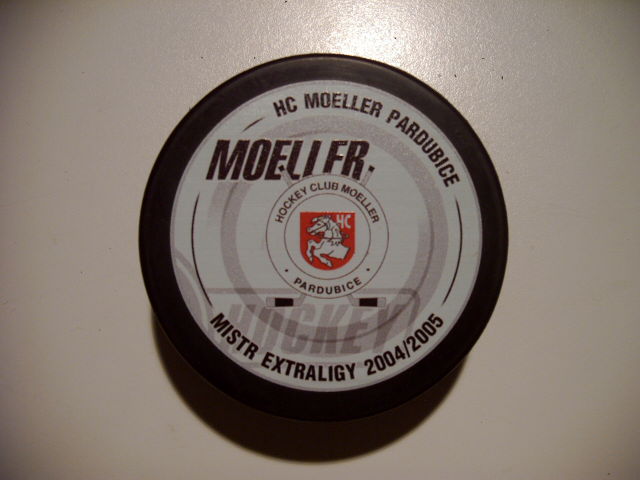 HC MOELLER PARDUBICE
MOELLER
HOCKEY CLUB MOELLER
HC
PARDUBICE
HOCKEY
MISTR EXTRALIGY 2004/2005